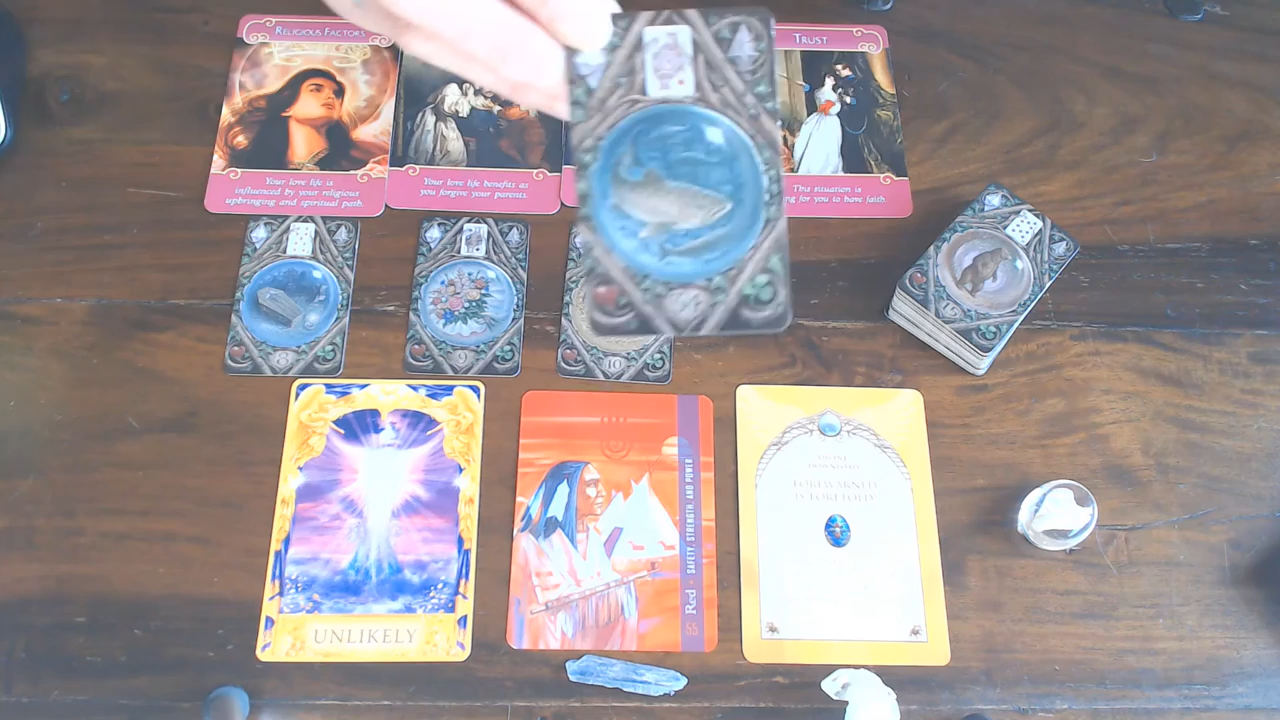 RELIGIOUS FACTORS
Your love life is
influenced by your religious
upbringing and spiritual path.
Your love life benefits as
you forgive your parents.
TRUST
This situation is
for you to have faith.
8
9
10
UNLIKELY
Red • SAFETY, STRENGTH, AND POWER
55
FOREWARNED
IS FORETOLD